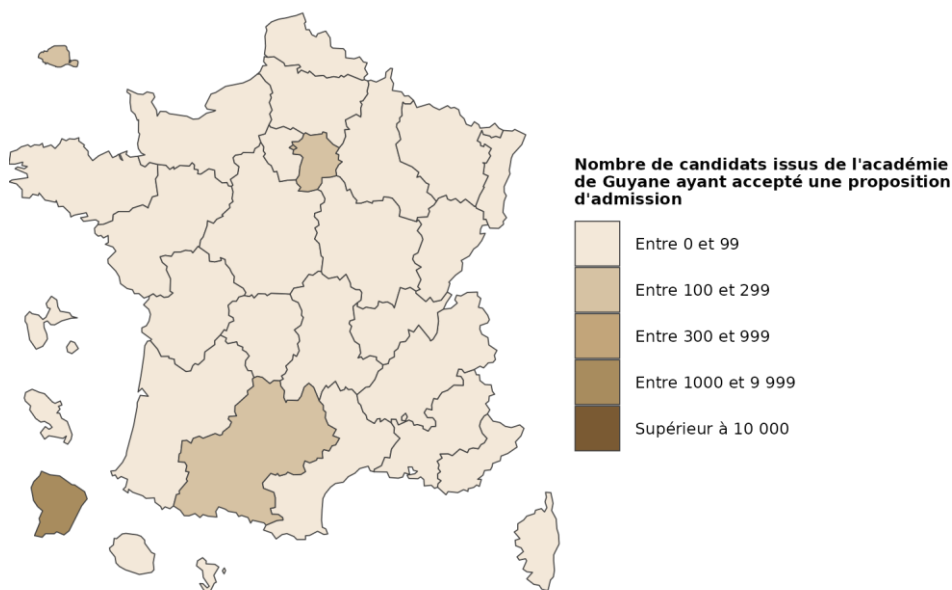 Nombre de candidats issus de l'académie
de Guyane ayant accepté une proposition
d'admission
Entre 0 et 99
Entre 100 et 299
Entre 300 et 999
Entre 1000 et 9 999
Supérieur à 10 000